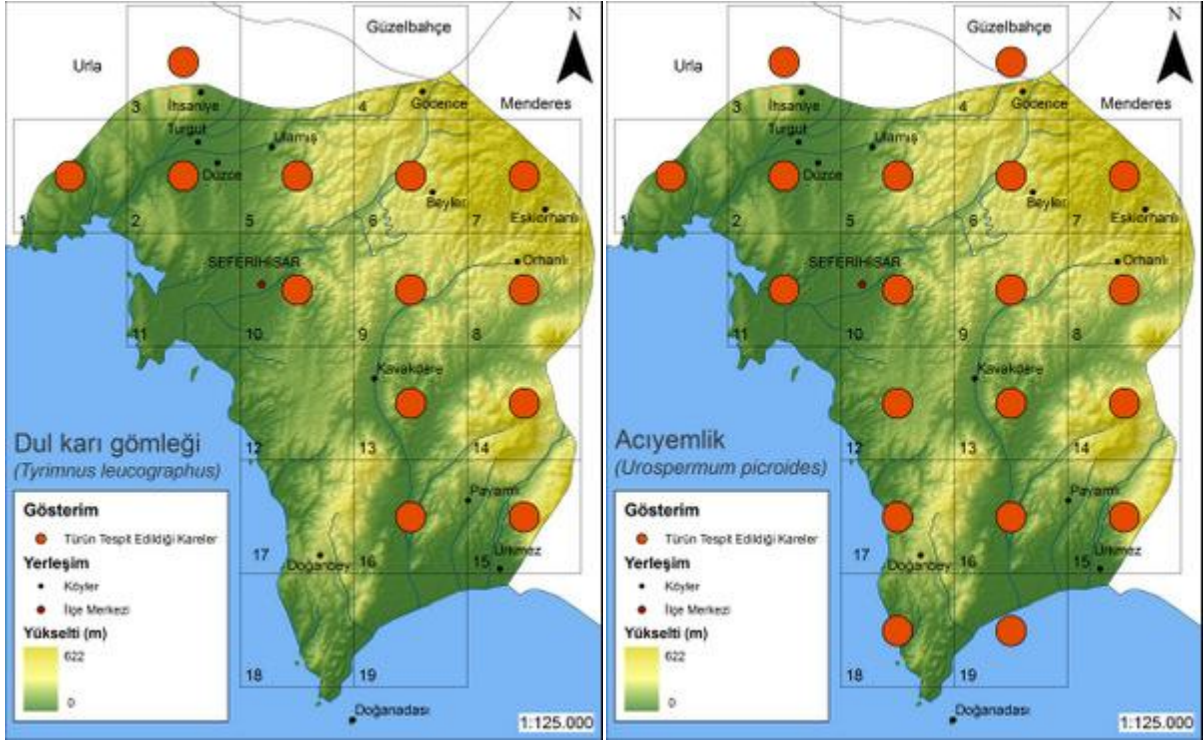 N
Güzelbahçe
Urla
3
İhsaniye
4
Gödence
Menderes
Turgut
Ulamış
Düzce
Beyler
1
2
5
6
7
Eskiorhanlı
SEFERİHİSAR
Orhanlı
11
10
9
8
Kavakdere
Dul karı gömleği
(Tyrimnus leucographus)
12
13
14
Gösterim
Türün Tespit Edildiği Kareler
Yerleşim
Köyler
İlçe Merkezi
Yükselti (m)
622
0
Payamlı
17
Doğanbey
16
15
Ürkmez
18
19
Doğanadası
1:125.000
N
Güzelbahçe
Urla
3
İhsaniye
4
Gödence
Menderes
Turgut
Ulamış
Düzce
Beyler
1
2
5
6
7
Eskiorhanlı
SEFERİHİSAR
Orhanlı
11
10
9
8
Kavakdere
Acıyemlik
(Urospermum picroides)
12
13
14
Gösterim
Türün Tespit Edildiği Kareler
Yerleşim
Köyler
İlçe Merkezi
Yükselti (m)
622
0
Payamlı
17
Doğanbey
16
15
Ürkmez
18
19
Doğanadası
1:125.000